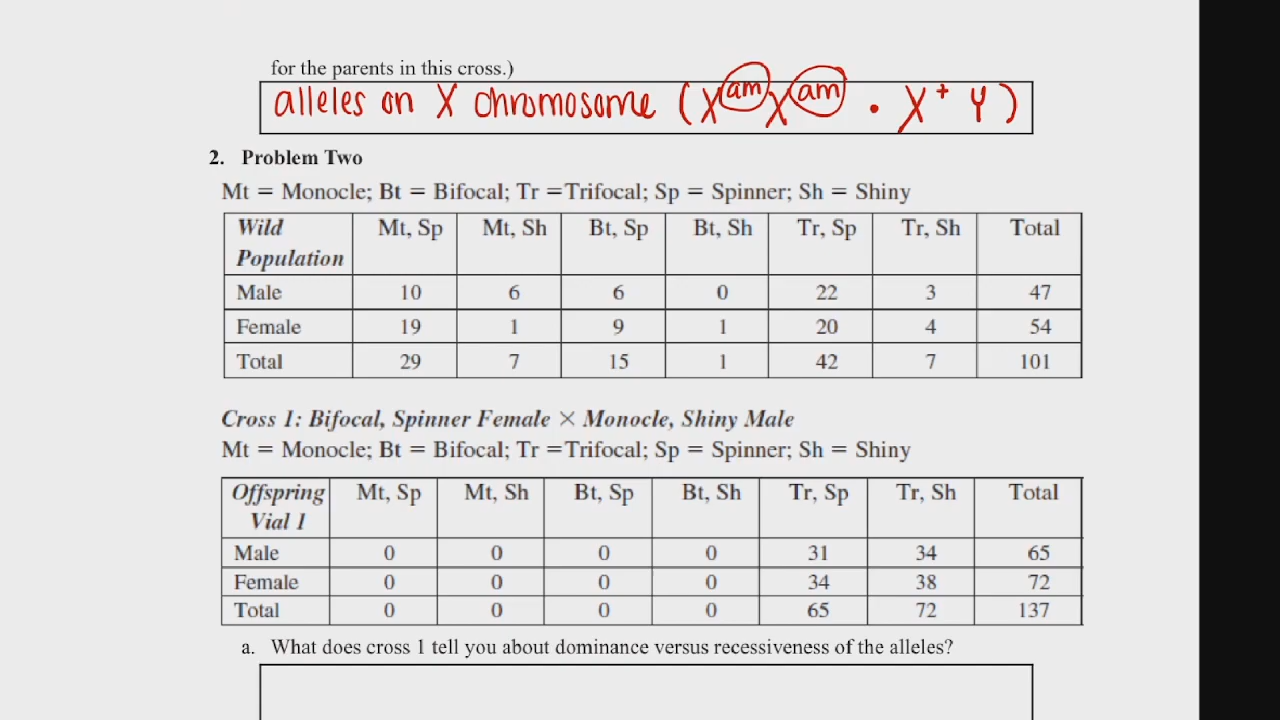 for the parents in this cross.)
alleles on X chromosome (X^am X^am • X^+ Y)
2. Problem Two
Mt = Monocle; Bt = Bifocal; Tr =Trifocal; Sp = Spinner; Sh = Shiny
Wild Population Mt, Sp Mt, Sh Bt, Sp Bt, Sh Tr, Sp Tr, Sh Total
Male 10 6 6 0 22 3 47
Female 19 1 9 1 20 4 54
Total 29 7 15 1 42 7 101
Cross 1: Bifocal, Spinner Female × Monocle, Shiny Male
Mt = Monocle; Bt = Bifocal; Tr =Trifocal; Sp = Spinner; Sh = Shiny
Offspring Vial 1 Mt, Sp Mt, Sh Bt, Sp Bt, Sh Tr, Sp Tr, Sh Total
Male 0 0 0 0 31 34 65
Female 0 0 0 0 34 38 72
Total 0 0 0 0 65 72 137
a. What does cross 1 tell you about dominance versus recessiveness of the alleles?